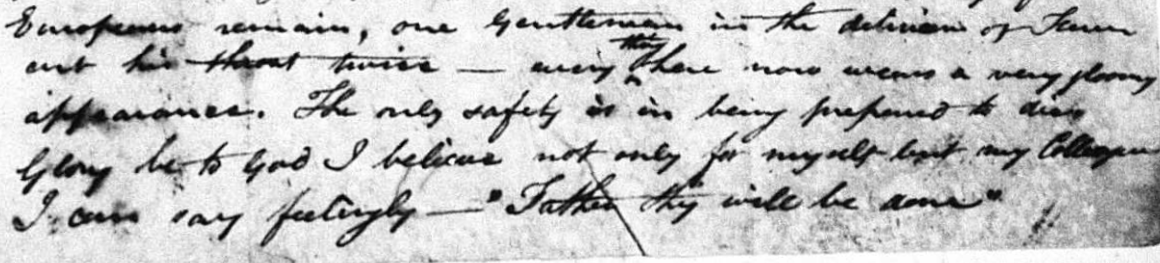 Europeans remain, one Gentleman in the delirium of Fever
cut his throat twice — every thing here now wears a very gloomy
appearance. The only safety is in being prepared to die,
Glory be to God I believe not only for myself but my Colleague
I can say feelingly — "Father thy will be done"